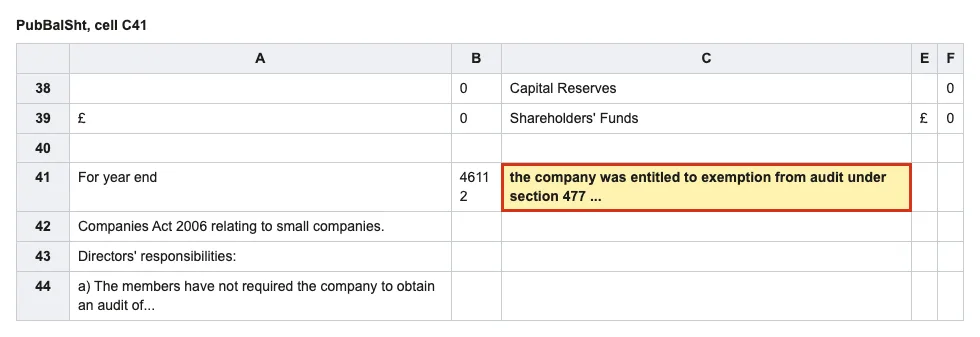 PubBalSht, cell C41
A B C E F
38 0 Capital Reserves 0
39 £ 0 Shareholders' Funds £ 0
40
41 For year end 4611 the company was entitled to exemption from audit under
2 section 477 ...
42 Companies Act 2006 relating to small companies.
43 Directors' responsibilities:
44 a) The members have not required the company to obtain
an audit of...